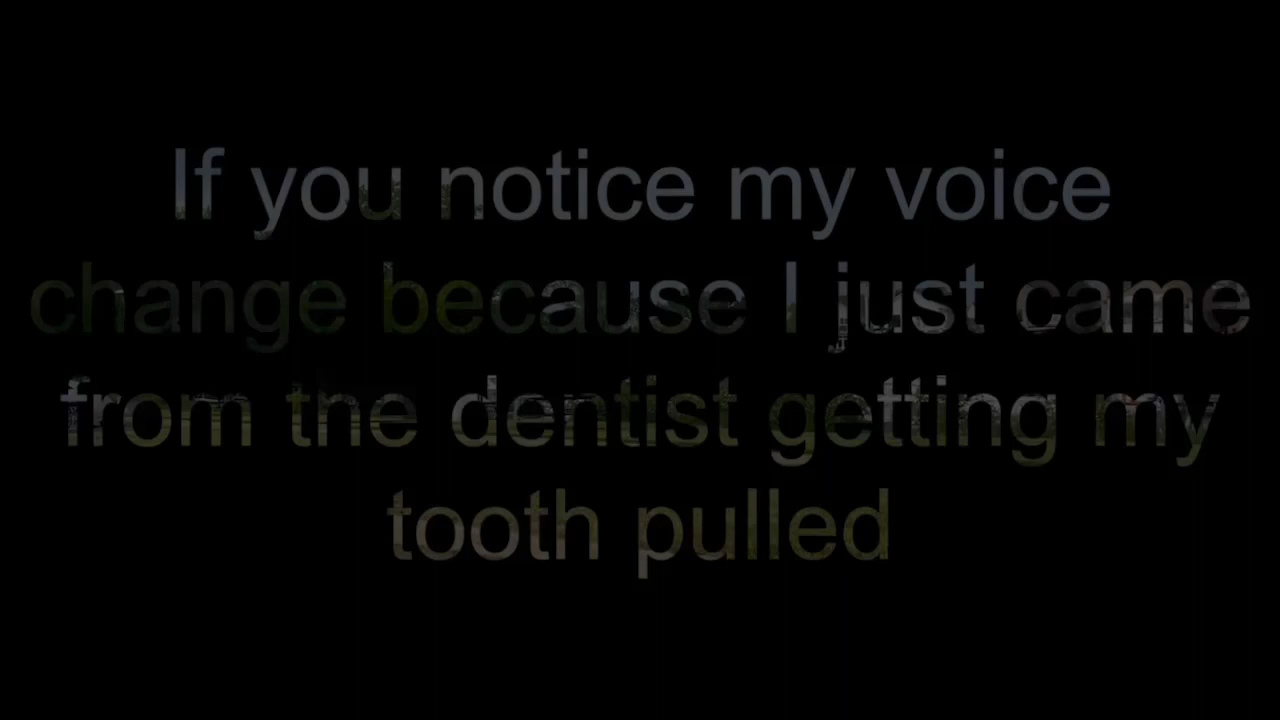 If you notice my voice
change because I just came
from the dentist getting my
tooth pulled